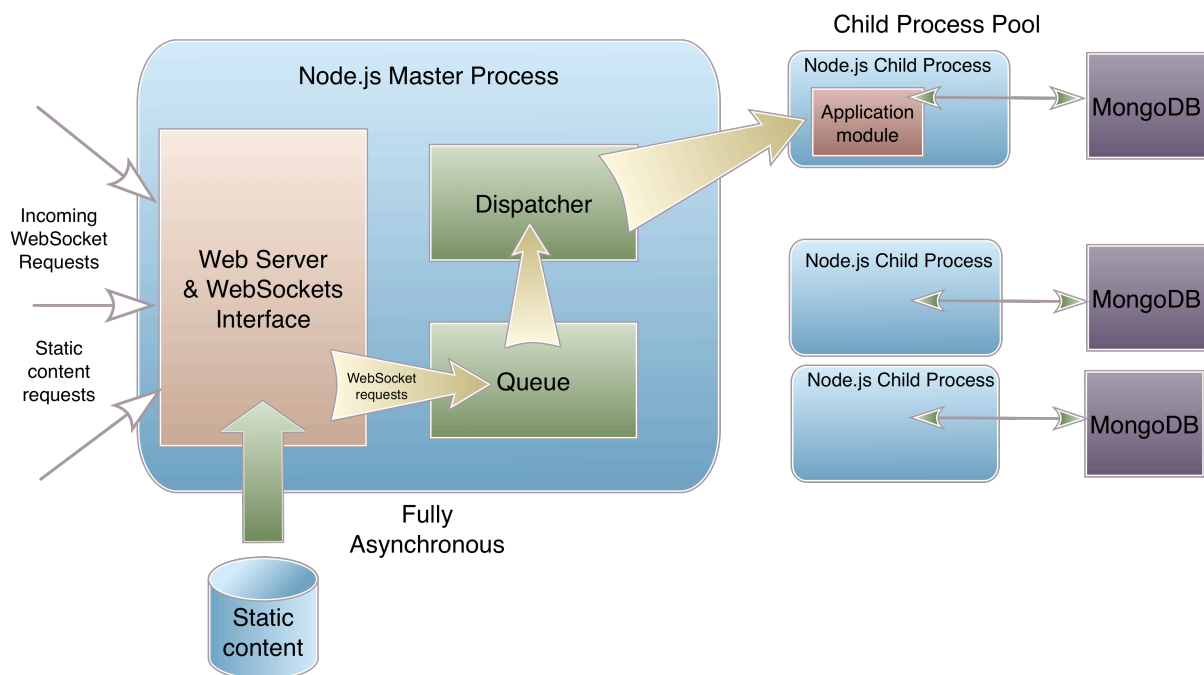 Child Process Pool
Node.js Master Process
Node.js Child Process
Application
module
MongoDB
Incoming
WebSocket
Requests
Static
content
requests
Web Server
& WebSockets
Interface
WebSocket
requests
Dispatcher
Queue
Node.js Child Process
MongoDB
Node.js Child Process
MongoDB
Fully
Asynchronous
Static
content